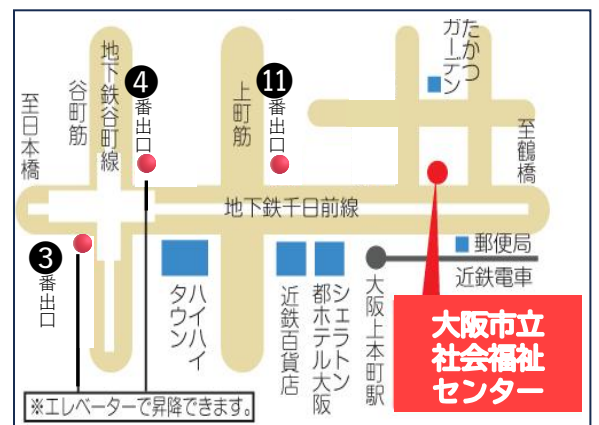 至日本橋
谷町筋
地下鉄谷町線
❹
番出口
上町筋
⓫
番出口
たかつ
ガーデン
至鶴橋
地下鉄千日前線
❸
番出口
ハイハイ
タウン
近鉄百貨店
シェラトン
都ホテル大阪
大阪上本町駅
郵便局
近鉄電車
大阪市立
社会福祉
センター
※エレベーターで昇降できます。